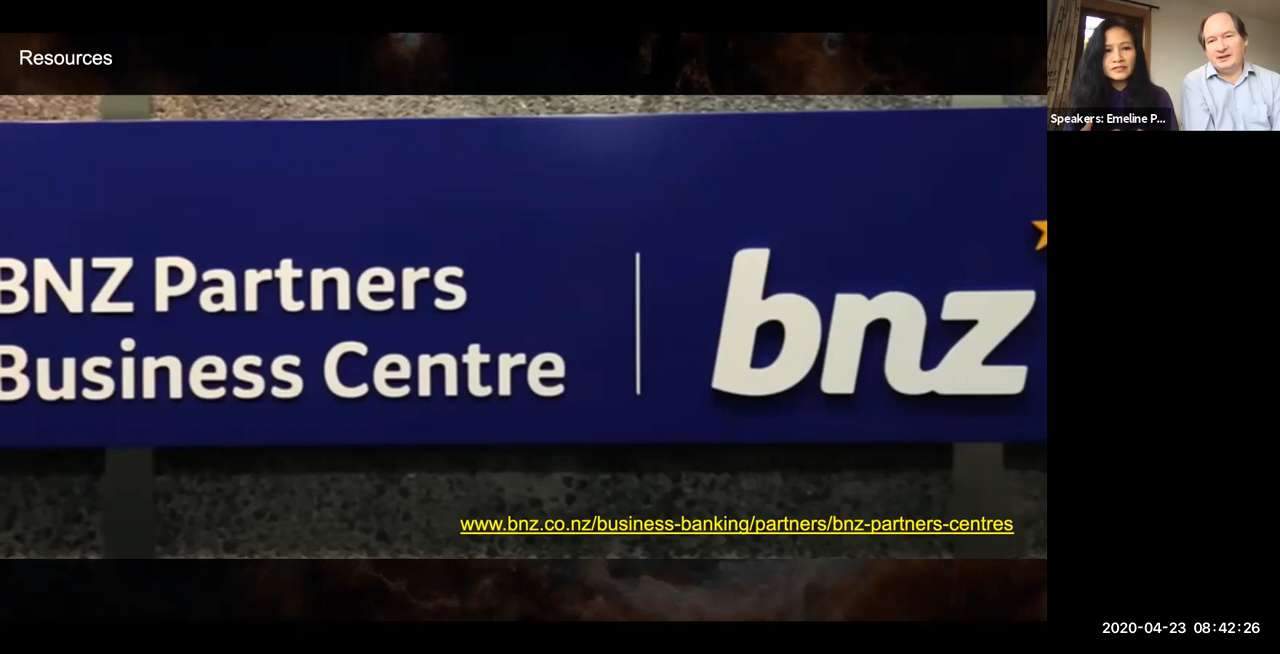 Resources
BNZ Partners
Business Centre
bnz
www.bnz.co.nz/business-banking/partners/bnz-partners-centres
Speakers: Emeline P...
2020-04-23 08:42:26